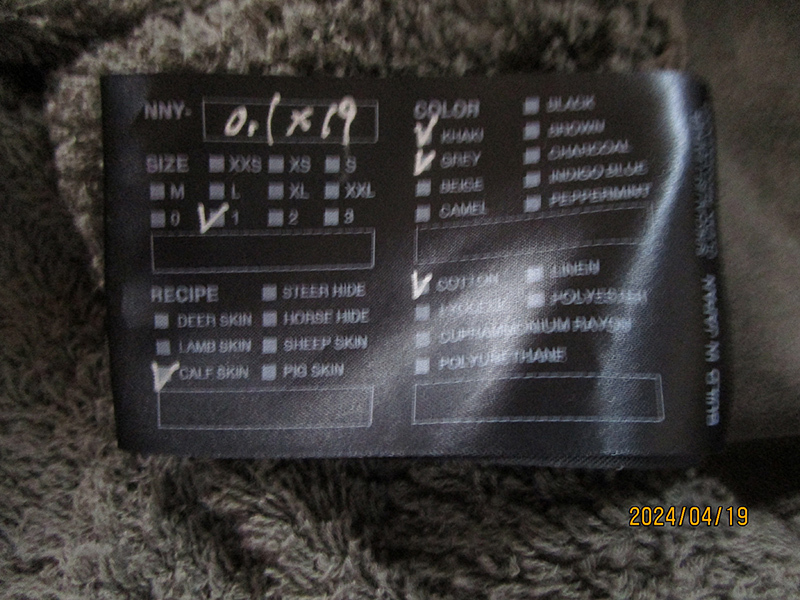 NNY- 0.1×19
SIZE XXS XS S
M L XL XXL
0 1 2 3
RECIPE STEER HIDE
DEER SKIN HORSE HIDE
LAMB SKIN SHEEP SKIN
CALF SKIN PIG SKIN
COLOR BLACK
KHAKI BROWN
GREY CHARCOAL
BEIGE INDIGO BLUE
CAMEL PEPPERMINT
COTTON LINEN
LYOCELL POLYESTER
CUPRAMMONIUM RAYON
POLYURETHANE
BUILD IN JAPAN
2024/04/19